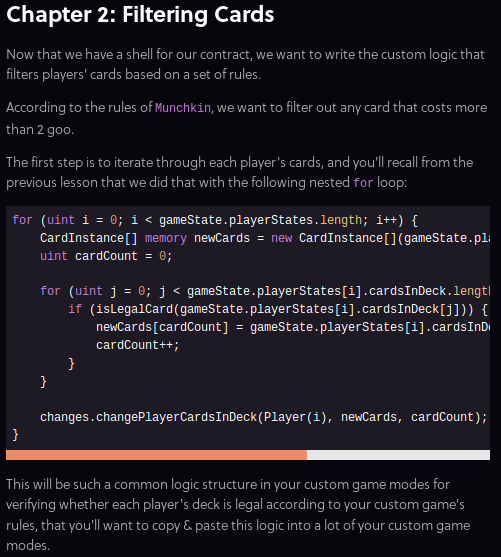 Chapter 2: Filtering Cards
Now that we have a shell for our contract, we want to write the custom logic that
filters players' cards based on a set of rules.
According to the rules of Munchkin, we want to filter out any card that costs more
than 2 goo.
The first step is to iterate through each player's cards, and you'll recall from the
previous lesson that we did that with the following nested for loop:
for (uint i = 0; i < gameState.playerStates.length; i++) {
    CardInstance[] memory newCards = new CardInstance[](gameState.pla
    uint cardCount = 0;
    for (uint j = 0; j < gameState.playerStates[i].cardsInDeck.length
        if (isLegalCard(gameState.playerStates[i].cardsInDeck[j])) {
            newCards[cardCount] = gameState.playerStates[i].cardsInDe
            cardCount++;
        }
    }
    changes.changePlayerCardsInDeck(Player(i), newCards, cardCount);
}
This will be such a common logic structure in your custom game modes for
verifying whether each player's deck is legal according to your custom game's
rules, that you'll want to copy & paste this logic into a lot of your custom game
modes.